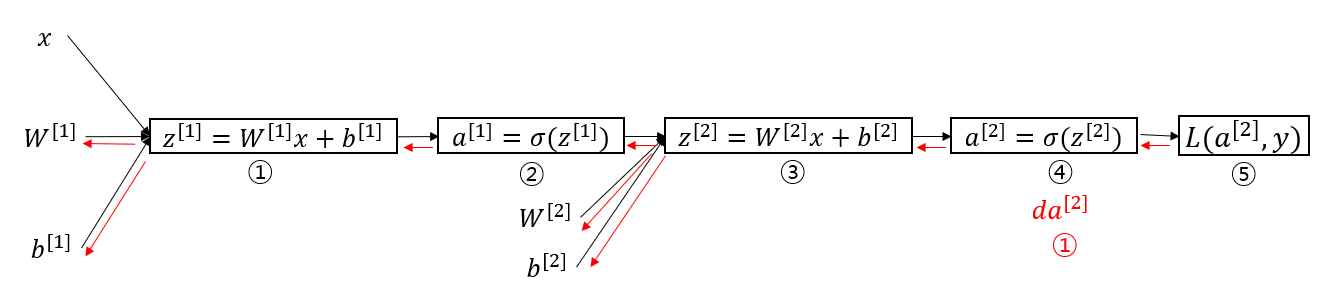 x
W^[1]
z^[1] = W^[1]x + b^[1]
a^[1] = σ(z^[1])
z^[2] = W^[2]x + b^[2]
a^[2] = σ(z^[2])
L(a^[2], y)
① ② ③ ④ ⑤
W^[2]
da^[2]
b^[1]
①
b^[2]